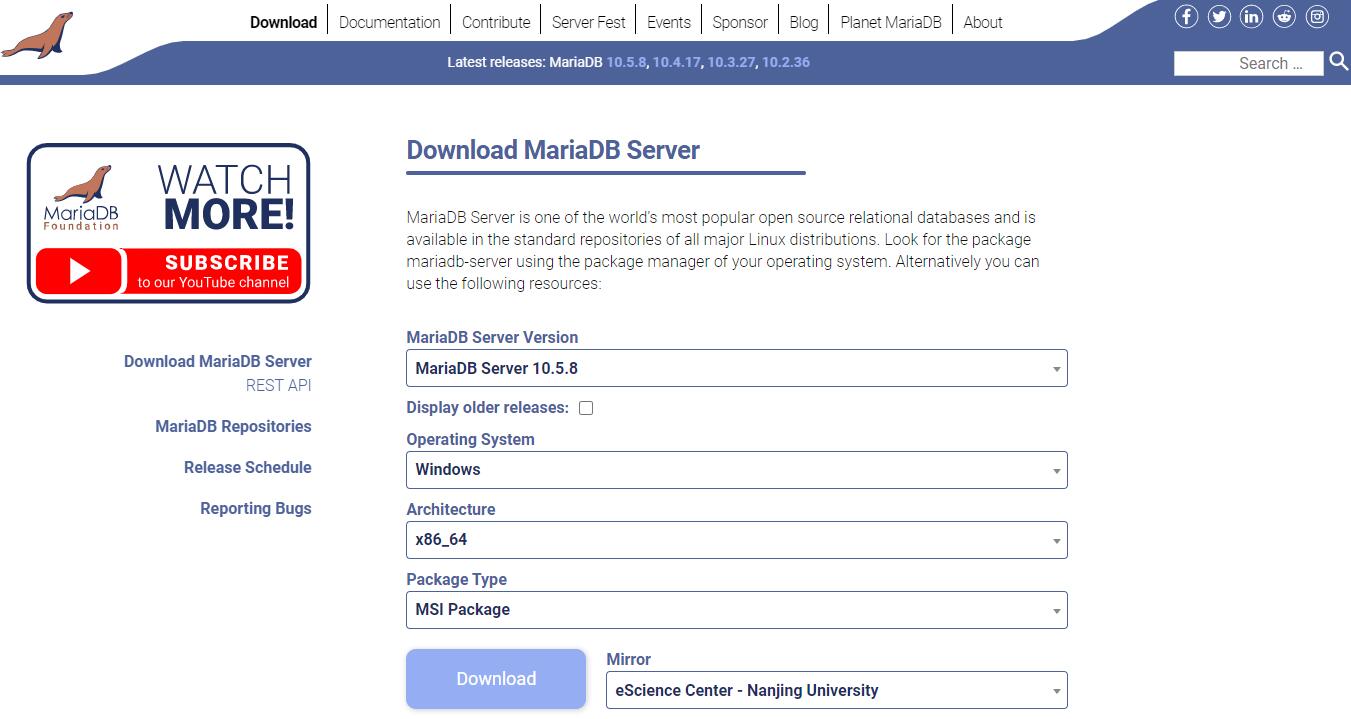 Download
Documentation
Contribute
Server Fest
Events
Sponsor
Blog
Planet MariaDB
About
Latest releases: MariaDB 10.5.8, 10.4.17, 10.3.27, 10.2.36
Search ...
MariaDB
Foundation
WATCH
MORE!
SUBSCRIBE
to our YouTube channel
Download MariaDB Server
REST API
MariaDB Repositories
Release Schedule
Reporting Bugs
Download MariaDB Server
MariaDB Server is one of the world's most popular open source relational databases and is
available in the standard repositories of all major Linux distributions. Look for the package
mariadb-server using the package manager of your operating system. Alternatively you can
use the following resources:
MariaDB Server Version
MariaDB Server 10.5.8
Display older releases:
Operating System
Windows
Architecture
x86_64
Package Type
MSI Package
Download
Mirror
eScience Center - Nanjing University